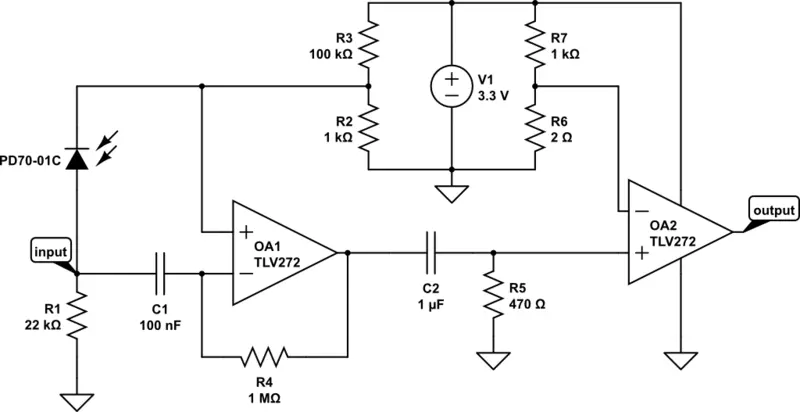 R3
100 kΩ
R7
1 kΩ
V1
3.3 V
R2
1 kΩ
R6
2 Ω
PD70-01C
output
OA2
TLV272
input
OA1
TLV272
R1
22 kΩ
C1
100 nF
C2
1 µF
R5
470 Ω
R4
1 MΩ